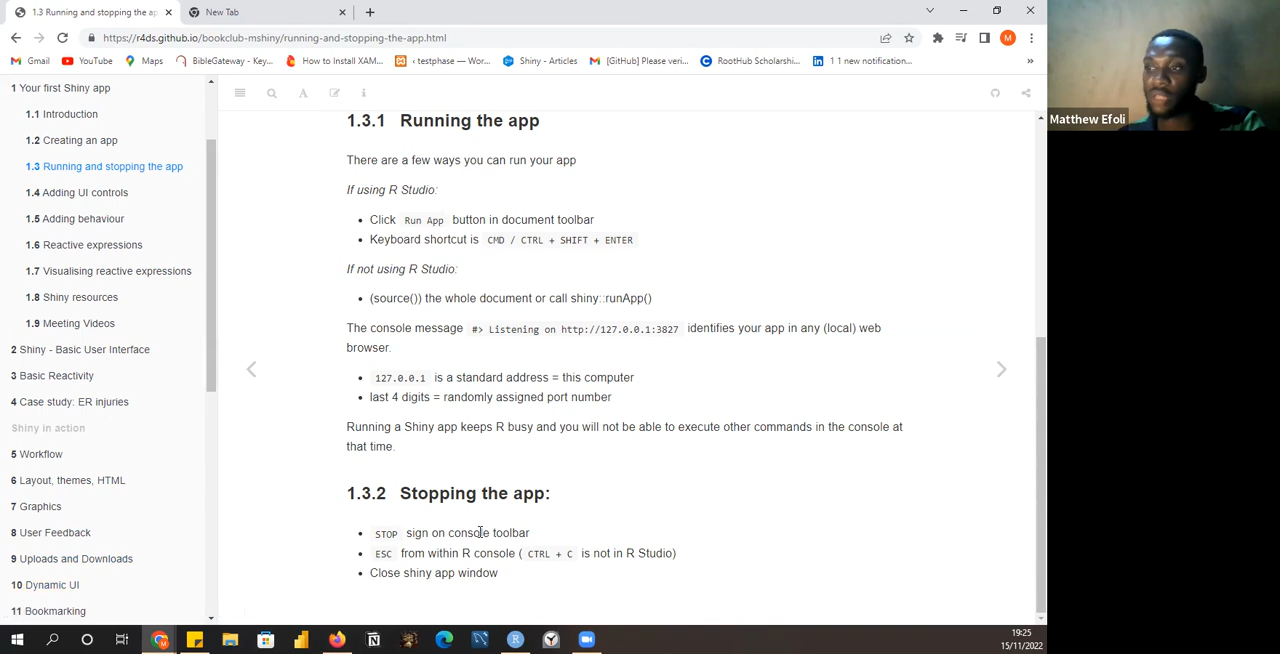 1.3 Running and stopping the ap
New Tab
https://r4ds.github.io/bookclub-mshiny/running-and-stopping-the-app.html
M
Gmail
YouTube
Maps
BibleGateway - Key...
How to Install XAM...
testphase — Wor...
Shiny - Articles
[GitHub] Please veri...
RootHub Scholarshi...
1 1 new notification...
1 Your first Shiny app
1.1 Introduction
1.2 Creating an app
1.3 Running and stopping the app
1.4 Adding UI controls
1.5 Adding behaviour
1.6 Reactive expressions
1.7 Visualising reactive expressions
1.8 Shiny resources
1.9 Meeting Videos
2 Shiny - Basic User Interface
3 Basic Reactivity
4 Case study: ER injuries
Shiny in action
5 Workflow
6 Layout, themes, HTML
7 Graphics
8 User Feedback
9 Uploads and Downloads
10 Dynamic UI
11 Bookmarking
1.3.1 Running the app
There are a few ways you can run your app
If using R Studio:
• Click Run App button in document toolbar
• Keyboard shortcut is CMD / CTRL + SHIFT + ENTER
If not using R Studio:
• (source()) the whole document or call shiny::runApp()
The console message #> Listening on http://127.0.0.1:3827 identifies your app in any (local) web
browser.
• 127.0.0.1 is a standard address = this computer
• last 4 digits = randomly assigned port number
Running a Shiny app keeps R busy and you will not be able to execute other commands in the console at
that time.
1.3.2 Stopping the app:
• STOP sign on console toolbar
• ESC from within R console ( CTRL + C is not in R Studio)
• Close shiny app window
Matthew Efoli
19:25
15/11/2022